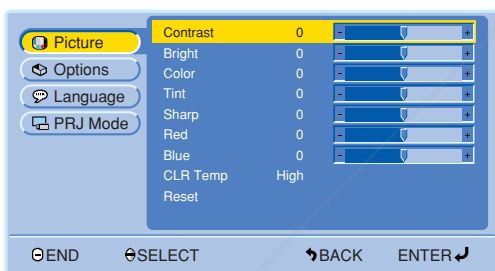 Picture
Options
Language
PRJ Mode
Contrast 0 - +
Bright 0 - +
Color 0 - +
Tint 0 - +
Sharp 0 - +
Red 0 - +
Blue 0 - +
CLR Temp High
Reset
END SELECT BACK ENTER